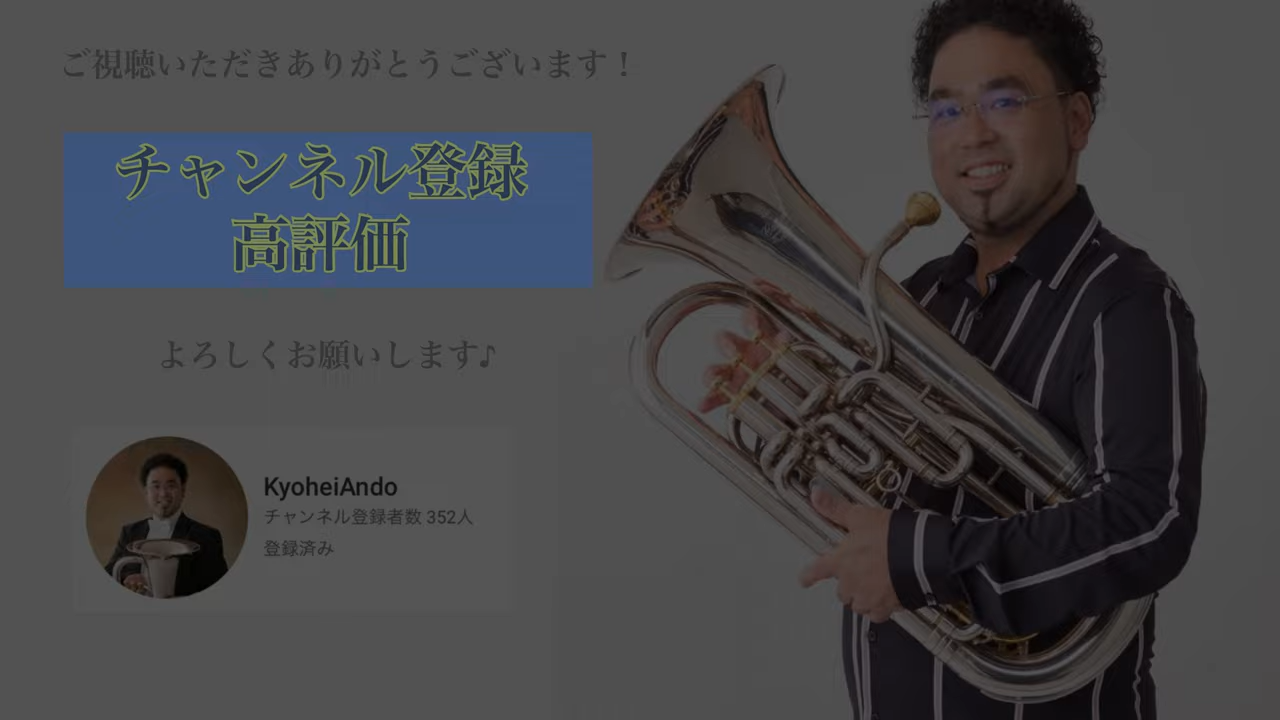 ご視聴いただきありがとうございます！
チャンネル登録
高評価
よろしくお願いします♪
KyoheiAndo
チャンネル登録者数 352人
登録済み